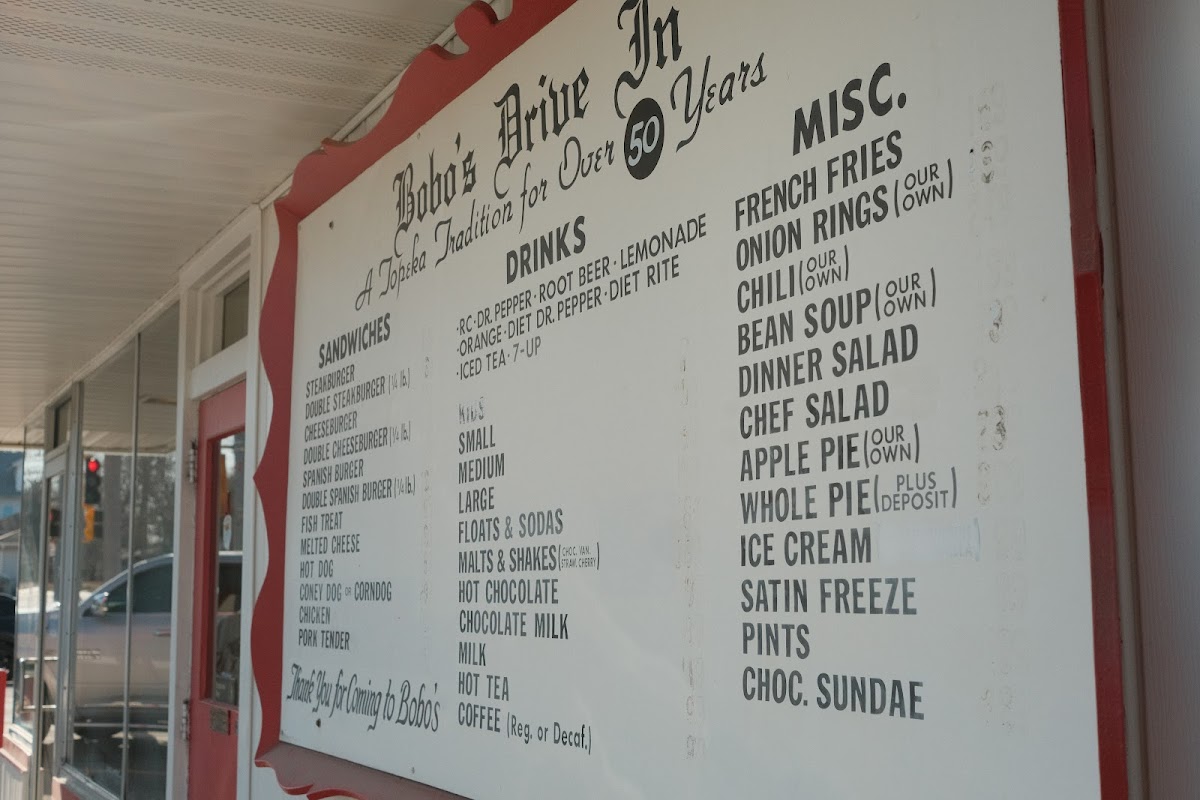 Bobo's Drive In
A Topeka Tradition for Over 50 Years
SANDWICHES
STEAKBURGER
DOUBLE STEAKBURGER (¼ lb.)
CHEESEBURGER
DOUBLE CHEESEBURGER (¼ lb.)
SPANISH BURGER
DOUBLE SPANISH BURGER (¼ lb.)
FISH TREAT
MELTED CHEESE
HOT DOG
CONEY DOG OR CORNDOG
CHICKEN
PORK TENDER
Thank You for Coming to Bobo's
DRINKS
·RC·DR. PEPPER·ROOT BEER·LEMONADE
·ORANGE·DIET DR. PEPPER·DIET RITE
·ICED TEA·7-UP
KIDS
SMALL
MEDIUM
LARGE
FLOATS & SODAS
MALTS & SHAKES (CHOC. VAN. STRAW. CHERRY)
HOT CHOCOLATE
CHOCOLATE MILK
MILK
HOT TEA
COFFEE (Reg. or Decaf.)
MISC.
FRENCH FRIES
ONION RINGS (OUR OWN)
CHILI (OUR OWN)
BEAN SOUP (OUR OWN)
DINNER SALAD
CHEF SALAD
APPLE PIE (OUR OWN)
WHOLE PIE (PLUS DEPOSIT)
ICE CREAM
SATIN FREEZE
PINTS
CHOC. SUNDAE